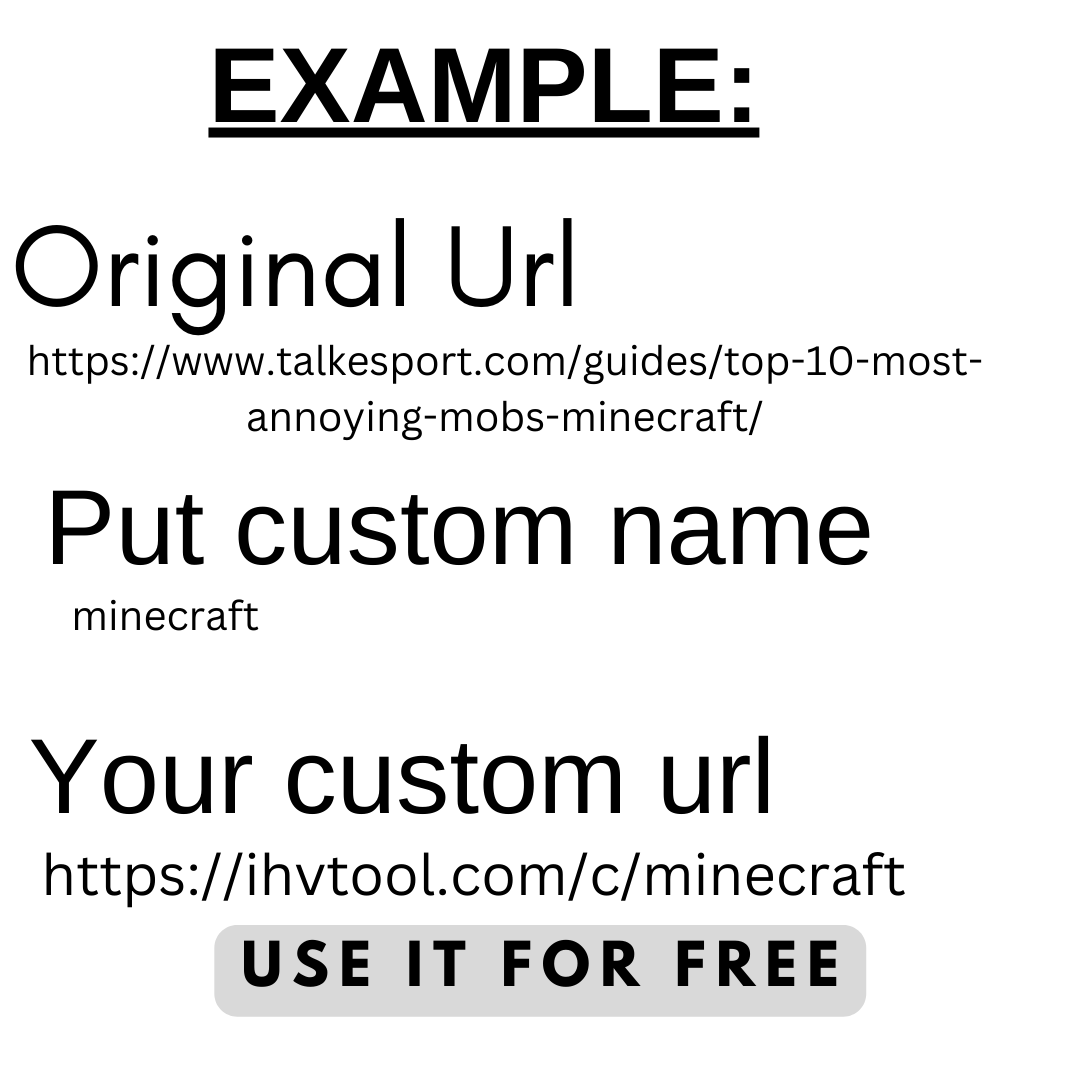 EXAMPLE:
Original Url
https://www.talkesport.com/guides/top-10-most-
annoying-mobs-minecraft/
Put custom name
minecraft
Your custom url
https://ihvtool.com/c/minecraft
USE IT FOR FREE